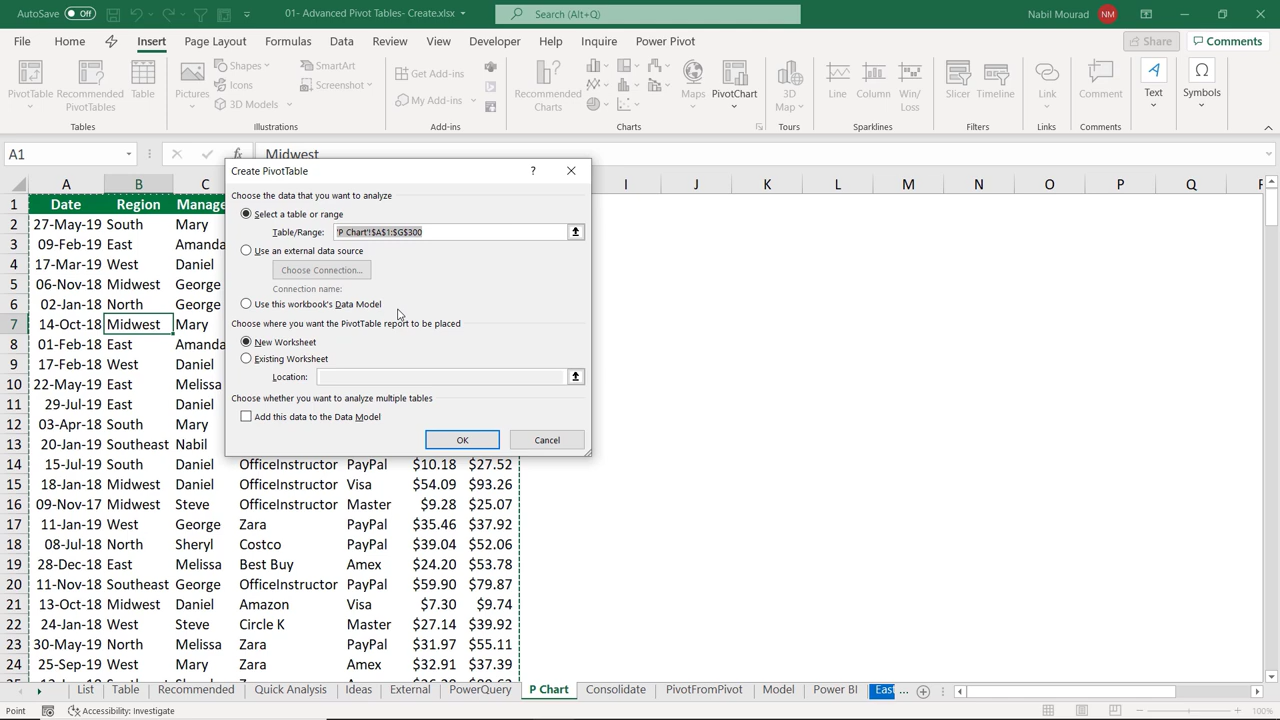 AutoSave Off 01- Advanced Pivot Tables- Create.xlsx Search (Alt+Q) Nabil Mourad NM
File Home Insert Page Layout Formulas Data Review View Developer Help Inquire Power Pivot Share Comments
PivotTable Recommended PivotTables Table Pictures Shapes Icons 3D Models SmartArt Screenshot Get Add-ins My Add-ins Recommended Charts Maps PivotChart 3D Map Line Column Win/Loss Slicer Timeline Link Comment Text Symbols
Tables Illustrations Add-ins Charts Tours Sparklines Filters Links Comments
A1 fx Midwest
Create PivotTable ?
Choose the data that you want to analyze
Select a table or range
Table/Range: 'P Chart'!$A$1:$G$300
Use an external data source
Choose Connection...
Connection name:
Use this workbook's Data Model
Choose where you want the PivotTable report to be placed
New Worksheet
Existing Worksheet
Location:
Choose whether you want to analyze multiple tables
Add this data to the Data Model
OK Cancel
A B C I J K L M N O P Q
1 Date Region Manage
2 27-May-19 South Mary
3 09-Feb-19 East Amanda
4 17-Mar-19 West Daniel
5 06-Nov-18 Midwest George
6 02-Jan-18 North George
7 14-Oct-18 Midwest Mary
8 01-Feb-18 East Amanda
9 17-Feb-18 West Daniel
10 22-May-19 East Melissa
11 29-Jul-19 East Daniel
12 03-Apr-18 South Mary
13 20-Jan-19 Southeast Nabil
14 15-Jul-19 South Daniel OfficeInstructor PayPal $10.18 $27.52
15 18-Jan-18 Midwest Daniel OfficeInstructor Visa $54.09 $93.26
16 09-Nov-17 Midwest Steve OfficeInstructor Master $9.28 $25.07
17 11-Jan-19 West George Zara PayPal $35.46 $37.92
18 08-Jul-18 North Sheryl Costco PayPal $39.04 $52.06
19 28-Dec-18 East Melissa Best Buy Amex $24.20 $53.78
20 11-Nov-18 Southeast George OfficeInstructor PayPal $59.90 $79.87
21 13-Oct-18 Midwest Daniel Amazon Visa $7.30 $9.74
22 24-Jan-18 West Steve Circle K Master $27.14 $39.92
23 30-May-19 North Melissa Zara PayPal $31.97 $55.11
24 25-Sep-19 West Mary Zara Amex $32.91 $37.39
List Table Recommended Quick Analysis Ideas External PowerQuery P Chart Consolidate PivotFromPivot Model Power BI East ...
Point Accessibility: Investigate 100%